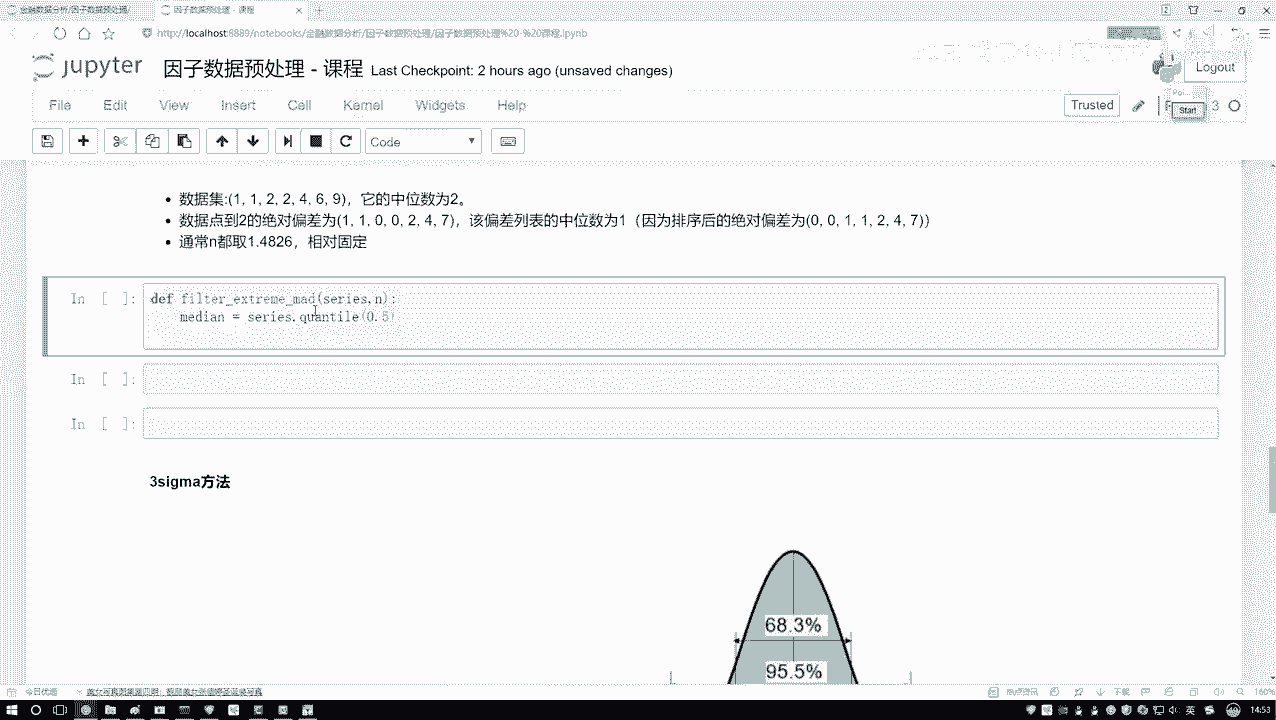 金融数据分析/因子数据预处理/
因子数据预处理 - 课程
http://localhost:8889/notebooks/金融数据分析/因子数据预处理/因子数据预处理%20-%20课程.ipynb
jupyter 因子数据预处理 - 课程 Last Checkpoint: 2 hours ago (unsaved changes)
Logout
File Edit View Insert Cell Kernel Widgets Help
Trusted
3
Start
Code
数据集:(1, 1, 2, 2, 4, 6, 9)，它的中位数为2。
数据点到2的绝对偏差为(1, 1, 0, 0, 2, 4, 7)，该偏差列表的中位数为1（因为排序后的绝对偏差为(0, 0, 1, 1, 2, 4, 7)）
通常n都取1.4826，相对固定
In [ ]:
def filter_extreme_mad(series,n):
median = series.quantile(0.5)
In [ ]:
In [ ]:
3sigma方法
68.3%
95.5%
今日优选
下载
160%
英
14:53